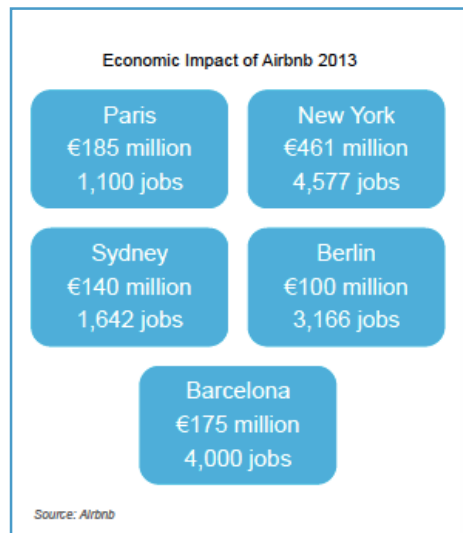 Economic Impact of Airbnb 2013
Paris
€185 million
1,100 jobs
New York
€461 million
4,577 jobs
Sydney
€140 million
1,642 jobs
Berlin
€100 million
3,166 jobs
Barcelona
€175 million
4,000 jobs
Source: Airbnb